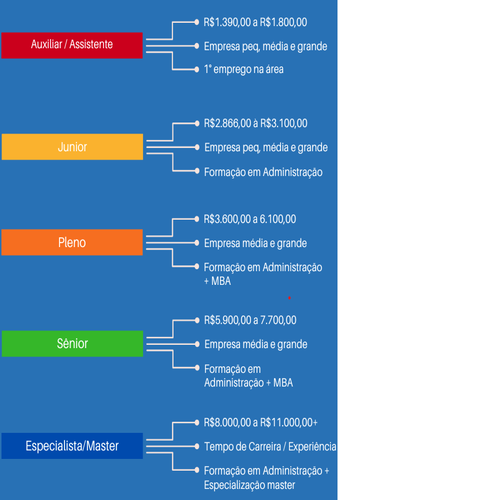 Auxiliar / Assistente
R$1.390,00 a R$1.800,00
Empresa peq, média e grande
1° emprego na área
Junior
R$2.866,00 à R$3.100,00
Empresa peq, média e grande
Formação em Administração
Pleno
R$3.600,00 a 6.100,00
Empresa média e grande
Formação em Administração
+ MBA
Sênior
R$5.900,00 a 7.700,00
Empresa média e grande
Formação em
Administração + MBA
Especialista/Master
R$8.000,00 a R$11.000,00+
Tempo de Carreira / Experiência
Formação em Administração +
Especialização master